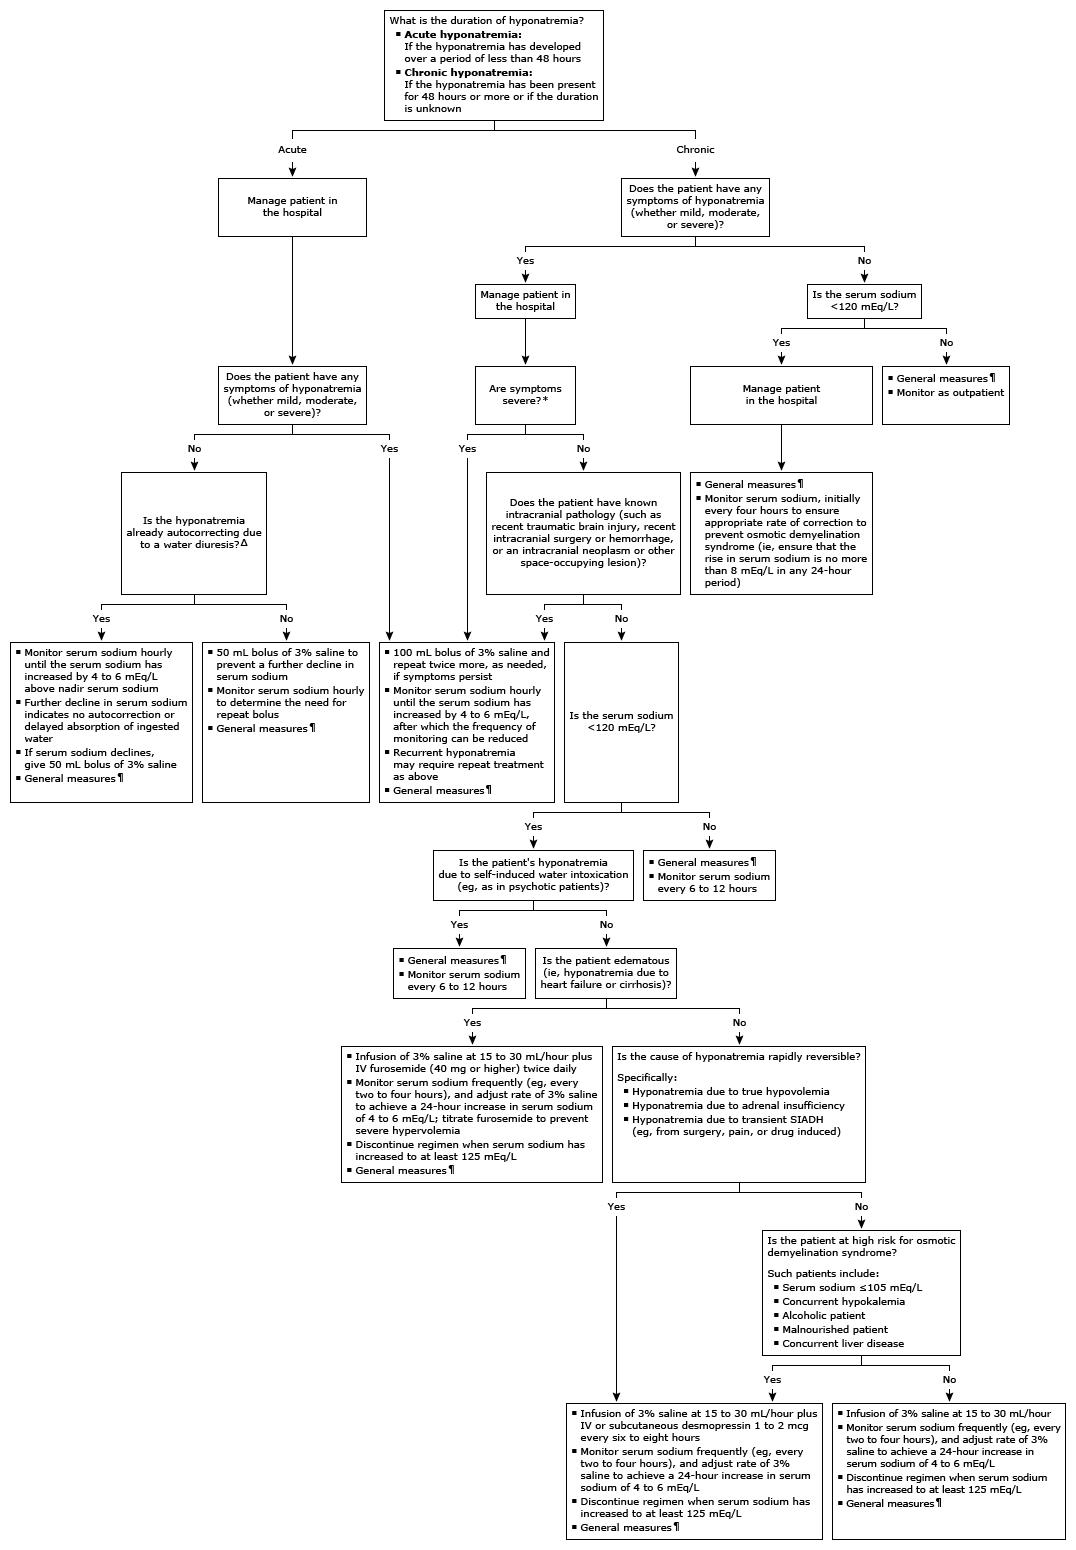 What is the duration of hyponatremia?
▪ Acute hyponatremia:
If the hyponatremia has developed
over a period of less than 48 hours
▪ Chronic hyponatremia:
If the hyponatremia has been present
for 48 hours or more or if the duration
is unknown
Acute
Chronic
Manage patient in
the hospital
Does the patient have any
symptoms of hyponatremia
(whether mild, moderate,
or severe)?
Yes
No
Manage patient in
the hospital
Is the serum sodium
<120 mEq/L?
Yes
No
Does the patient have any
symptoms of hyponatremia
(whether mild, moderate,
or severe)?
Are symptoms
severe?*
Manage patient
in the hospital
▪ General measures¶
▪ Monitor as outpatient
No
Yes
Yes
No
Is the hyponatremia
already autocorrecting due
to a water diuresis?Δ
Does the patient have known
intracranial pathology (such as
recent traumatic brain injury, recent
intracranial surgery or hemorrhage,
or an intracranial neoplasm or other
space-occupying lesion)?
▪ General measures¶
▪ Monitor serum sodium, initially
every four hours to ensure
appropriate rate of correction to
prevent osmotic demyelination
syndrome (ie, ensure that the
rise in serum sodium is no more
than 8 mEq/L in any 24-hour
period)
Yes
No
Yes
No
▪ Monitor serum sodium hourly
until the serum sodium has
increased by 4 to 6 mEq/L
above nadir serum sodium
▪ Further decline in serum sodium
indicates no autocorrection or
delayed absorption of ingested
water
▪ If serum sodium declines,
give 50 mL bolus of 3% saline
▪ General measures¶
▪ 50 mL bolus of 3% saline to
prevent a further decline in
serum sodium
▪ Monitor serum sodium hourly
to determine the need for
repeat bolus
▪ General measures¶
▪ 100 mL bolus of 3% saline and
repeat twice more, as needed,
if symptoms persist
▪ Monitor serum sodium hourly
until the serum sodium has
increased by 4 to 6 mEq/L,
after which the frequency of
monitoring can be reduced
▪ Recurrent hyponatremia
may require repeat treatment
as above
▪ General measures¶
Is the serum sodium
<120 mEq/L?
Yes
No
Is the patient's hyponatremia
due to self-induced water intoxication
(eg, as in psychotic patients)?
▪ General measures¶
▪ Monitor serum sodium
every 6 to 12 hours
Yes
No
▪ General measures¶
▪ Monitor serum sodium
every 6 to 12 hours
Is the patient edematous
(ie, hyponatremia due to
heart failure or cirrhosis)?
Yes
No
▪ Infusion of 3% saline at 15 to 30 mL/hour plus
IV furosemide (40 mg or higher) twice daily
▪ Monitor serum sodium frequently (eg, every
two to four hours), and adjust rate of 3% saline
to achieve a 24-hour increase in serum sodium
of 4 to 6 mEq/L; titrate furosemide to prevent
severe hypervolemia
▪ Discontinue regimen when serum sodium has
increased to at least 125 mEq/L
▪ General measures¶
Is the cause of hyponatremia rapidly reversible?
Specifically:
▪ Hyponatremia due to true hypovolemia
▪ Hyponatremia due to adrenal insufficiency
▪ Hyponatremia due to transient SIADH
(eg, from surgery, pain, or drug induced)
Yes
No
Is the patient at high risk for osmotic
demyelination syndrome?
Such patients include:
▪ Serum sodium ≤105 mEq/L
▪ Concurrent hypokalemia
▪ Alcoholic patient
▪ Malnourished patient
▪ Concurrent liver disease
Yes
No
▪ Infusion of 3% saline at 15 to 30 mL/hour plus
IV or subcutaneous desmopressin 1 to 2 mcg
every six to eight hours
▪ Monitor serum sodium frequently (eg, every
two to four hours), and adjust rate of 3%
saline to achieve a 24-hour increase in serum
sodium of 4 to 6 mEq/L
▪ Discontinue regimen when serum sodium has
increased to at least 125 mEq/L
▪ General measures¶
▪ Infusion of 3% saline at 15 to 30 mL/hour
▪ Monitor serum sodium frequently (eg, every
two to four hours), and adjust rate of 3%
saline to achieve a 24-hour increase in
serum sodium of 4 to 6 mEq/L
▪ Discontinue regimen when serum sodium
has increased to at least 125 mEq/L
▪ General measures¶